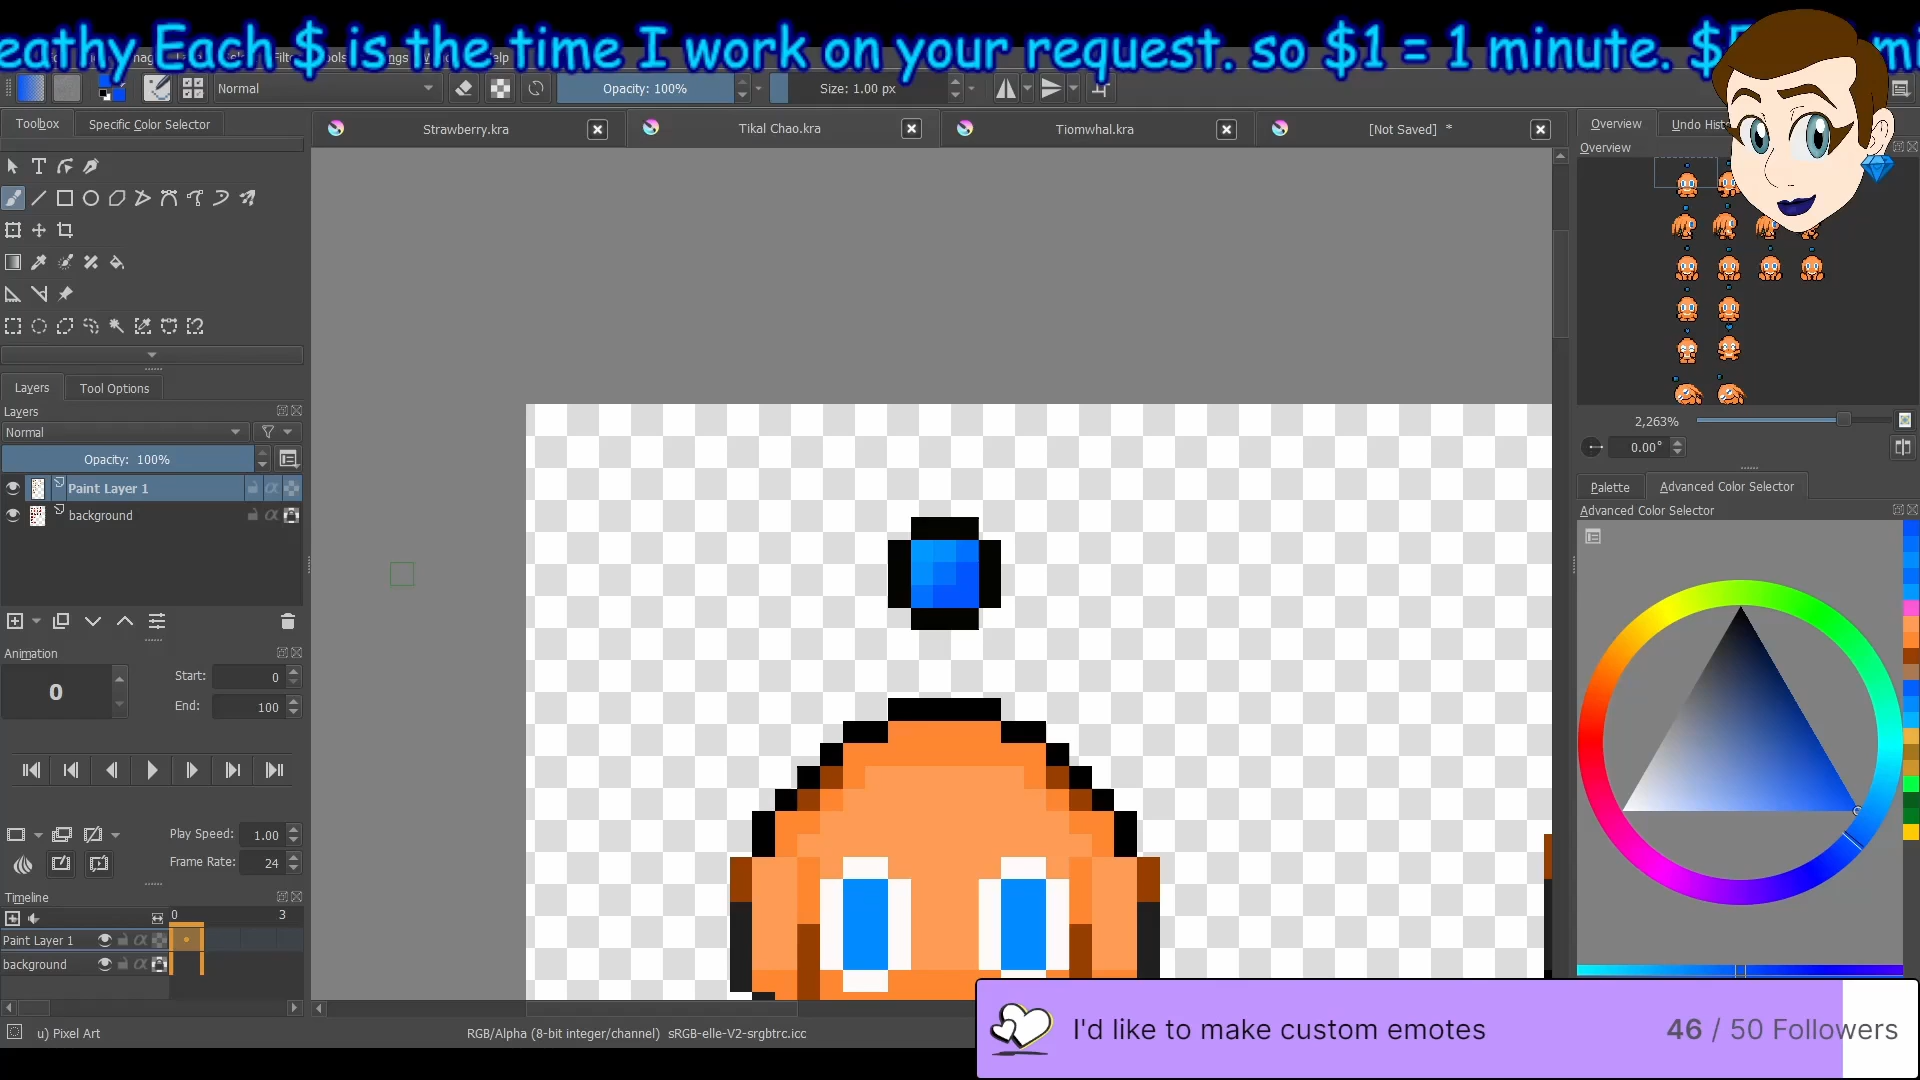 eathy Each $ is the time I work on your request. so $1 = 1 minute.
Normal
Opacity: 100%
Size: 1.00 px
Toolbox
Specific Color Selector
Strawberry.kra
Tikal Chao.kra
Tiomwhal.kra
[Not Saved] *
Overview
Undo Hist
Overview
2,263%
0.00°
Layers
Tool Options
Layers
Normal
Opacity: 100%
Paint Layer 1
background
Palette
Advanced Color Selector
Advanced Color Selector
Animation
0
Start:
0
End:
100
Play Speed:
1.00
Frame Rate:
24
Timeline
0
3
Paint Layer 1
background
u) Pixel Art
RGB/Alpha (8-bit integer/channel) sRGB-elle-V2-srgbtrc.icc
I'd like to make custom emotes
46 / 50 Followers